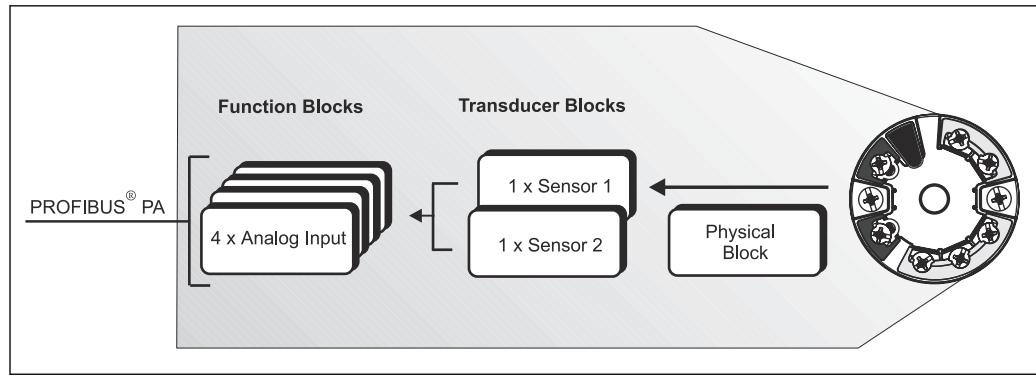 Function Blocks
Transducer Blocks
PROFIBUS® PA
4 x Analog Input
1 x Sensor 1
1 x Sensor 2
Physical
Block